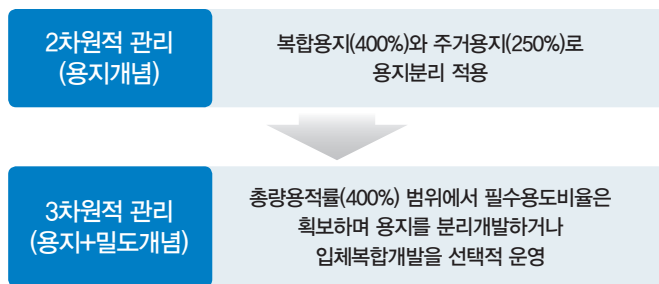 2차원적 관리
(용지개념)
복합용지(400%)와 주거용지(250%)로
용지분리 적용
3차원적 관리
(용지+밀도개념)
총량용적률(400%) 범위에서 필수용도비율은
획보하며 용지를 분리개발하거나
입체복합개발을 선택적 운영